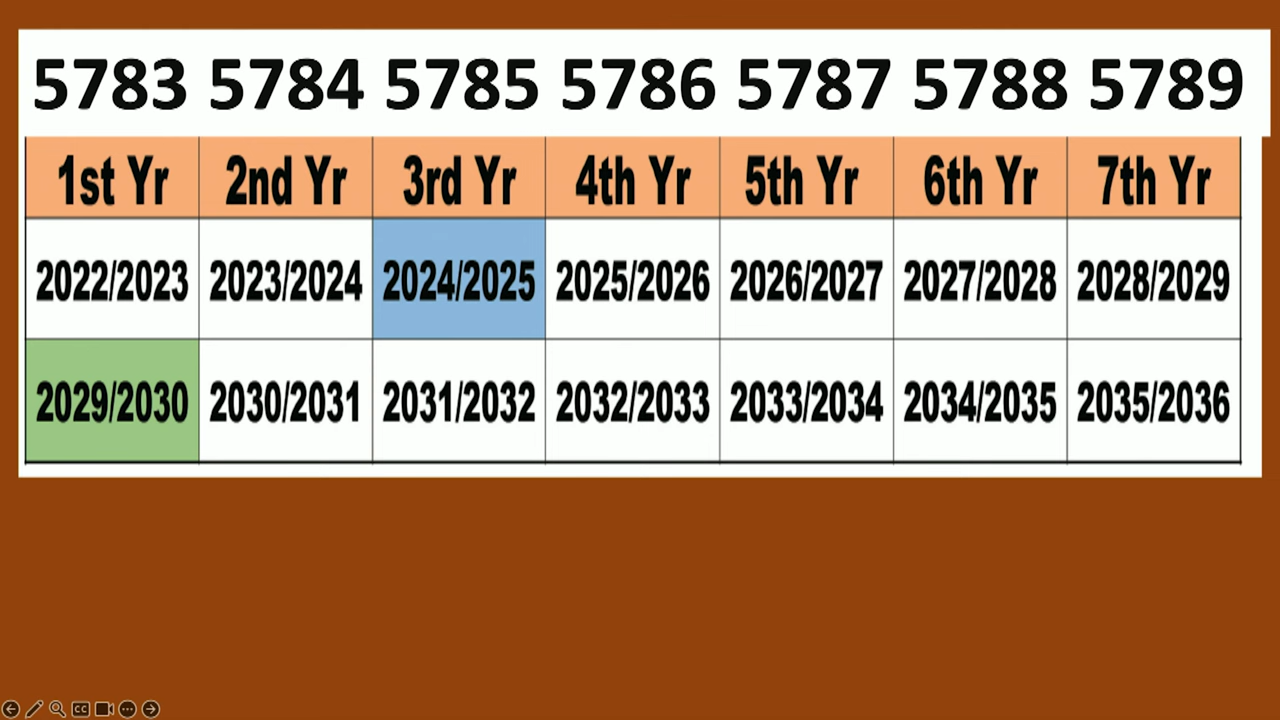 5783 5784 5785 5786 5787 5788 5789
1st Yr 2nd Yr 3rd Yr 4th Yr 5th Yr 6th Yr 7th Yr
2022/2023 2023/2024 2024/2025 2025/2026 2026/2027 2027/2028 2028/2029
2029/2030 2030/2031 2031/2032 2032/2033 2033/2034 2034/2035 2035/2036
CC